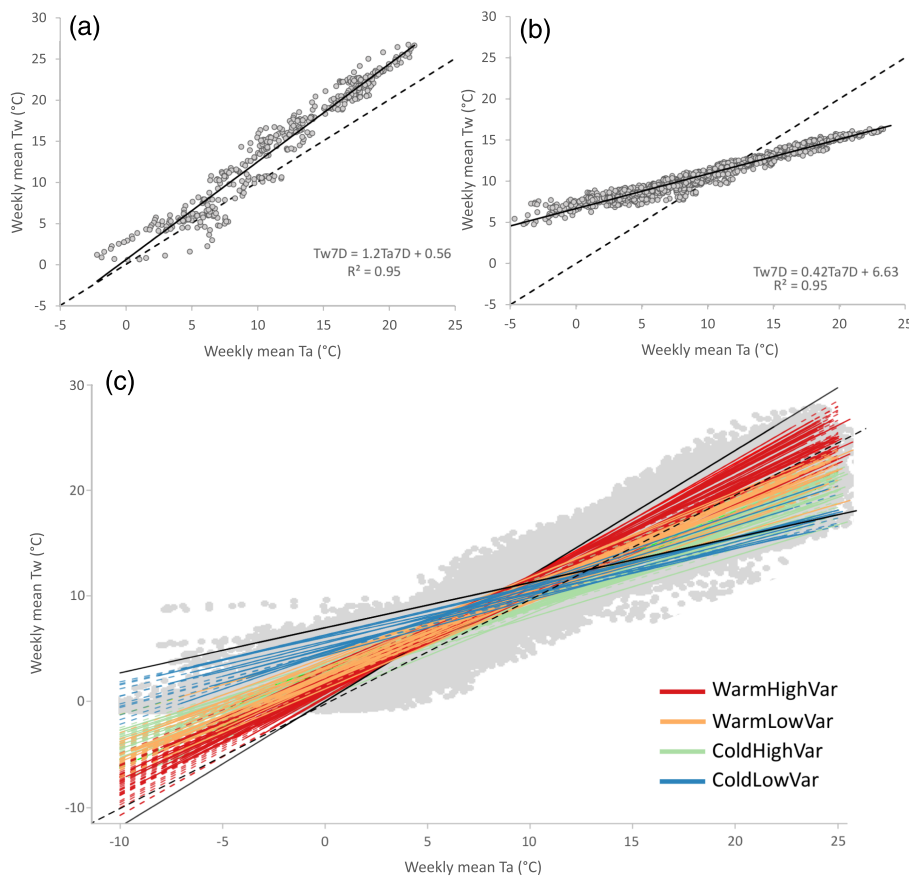 (a)
30
25
20
15
10
5
0
-5
Weekly mean Tw (°C)
-5
0
5
10
15
20
25
Weekly mean Ta (°C)
Tw7D = 1.2Ta7D + 0.56
R² = 0.95
(b)
30
25
20
15
10
5
0
-5
Weekly mean Tw (°C)
-5
0
5
10
15
20
25
Weekly mean Ta (°C)
Tw7D = 0.42Ta7D + 6.63
R² = 0.95
(c)
30
20
10
0
-10
Weekly mean Tw (°C)
WarmHighVar
WarmLowVar
ColdHighVar
ColdLowVar
-10
-5
0
5
10
15
20
25
Weekly mean Ta (°C)